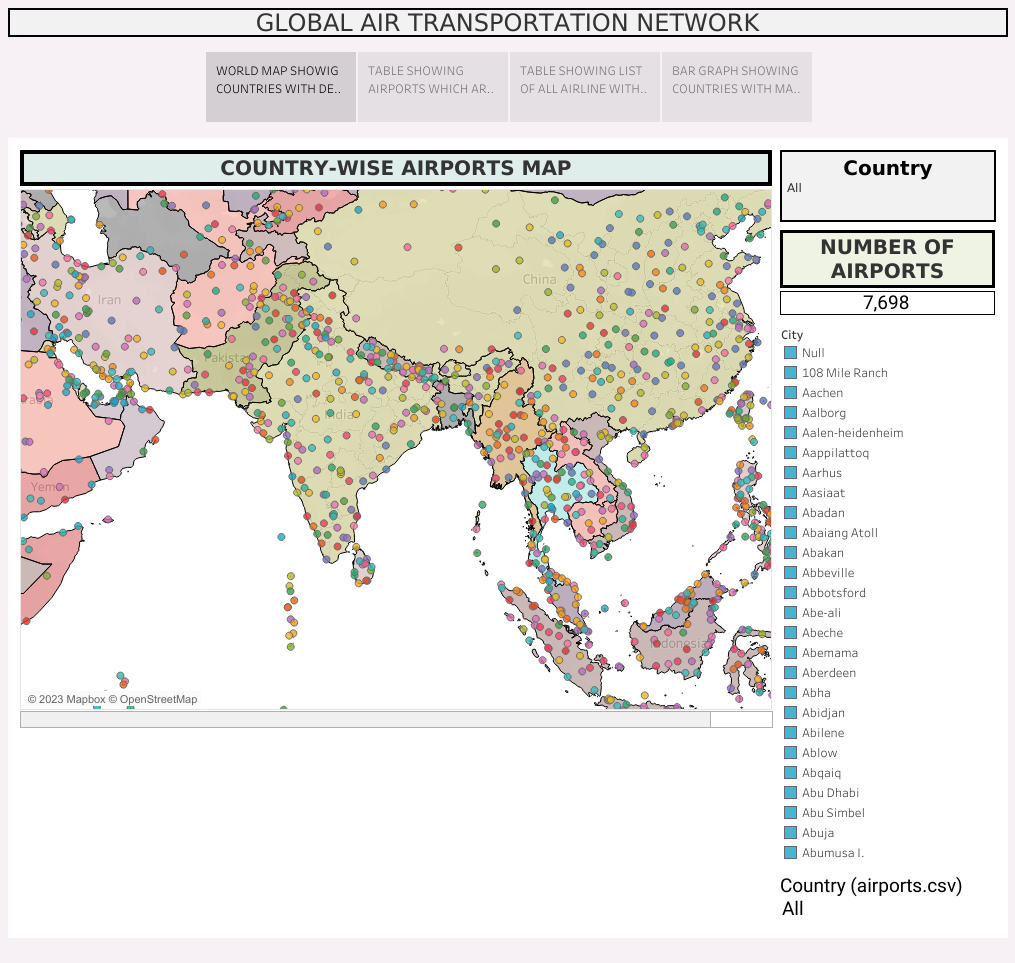 GLOBAL AIR TRANSPORTATION NETWORK
WORLD MAP SHOWIG
COUNTRIES WITH DE..
TABLE SHOWING
AIRPORTS WHICH AR..
TABLE SHOWING LIST
OF ALL AIRLINE WITH..
BAR GRAPH SHOWING
COUNTRIES WITH MA..
COUNTRY-WISE AIRPORTS MAP
Country
All
NUMBER OF
AIRPORTS
7,698
China
Iran
India
Yemen
Indonesia
© 2023 Mapbox © OpenStreetMap
City
Null
108 Mile Ranch
Aachen
Aalborg
Aalen-heidenheim
Aappilattoq
Aarhus
Aasiaat
Abadan
Abaiang Atoll
Abakan
Abbeville
Abbotsford
Abe-ali
Abeche
Abemama
Aberdeen
Abha
Abidjan
Abilene
Ablow
Abqaiq
Abu Dhabi
Abu Simbel
Abuja
Abumusa I.
Country (airports.csv)
All